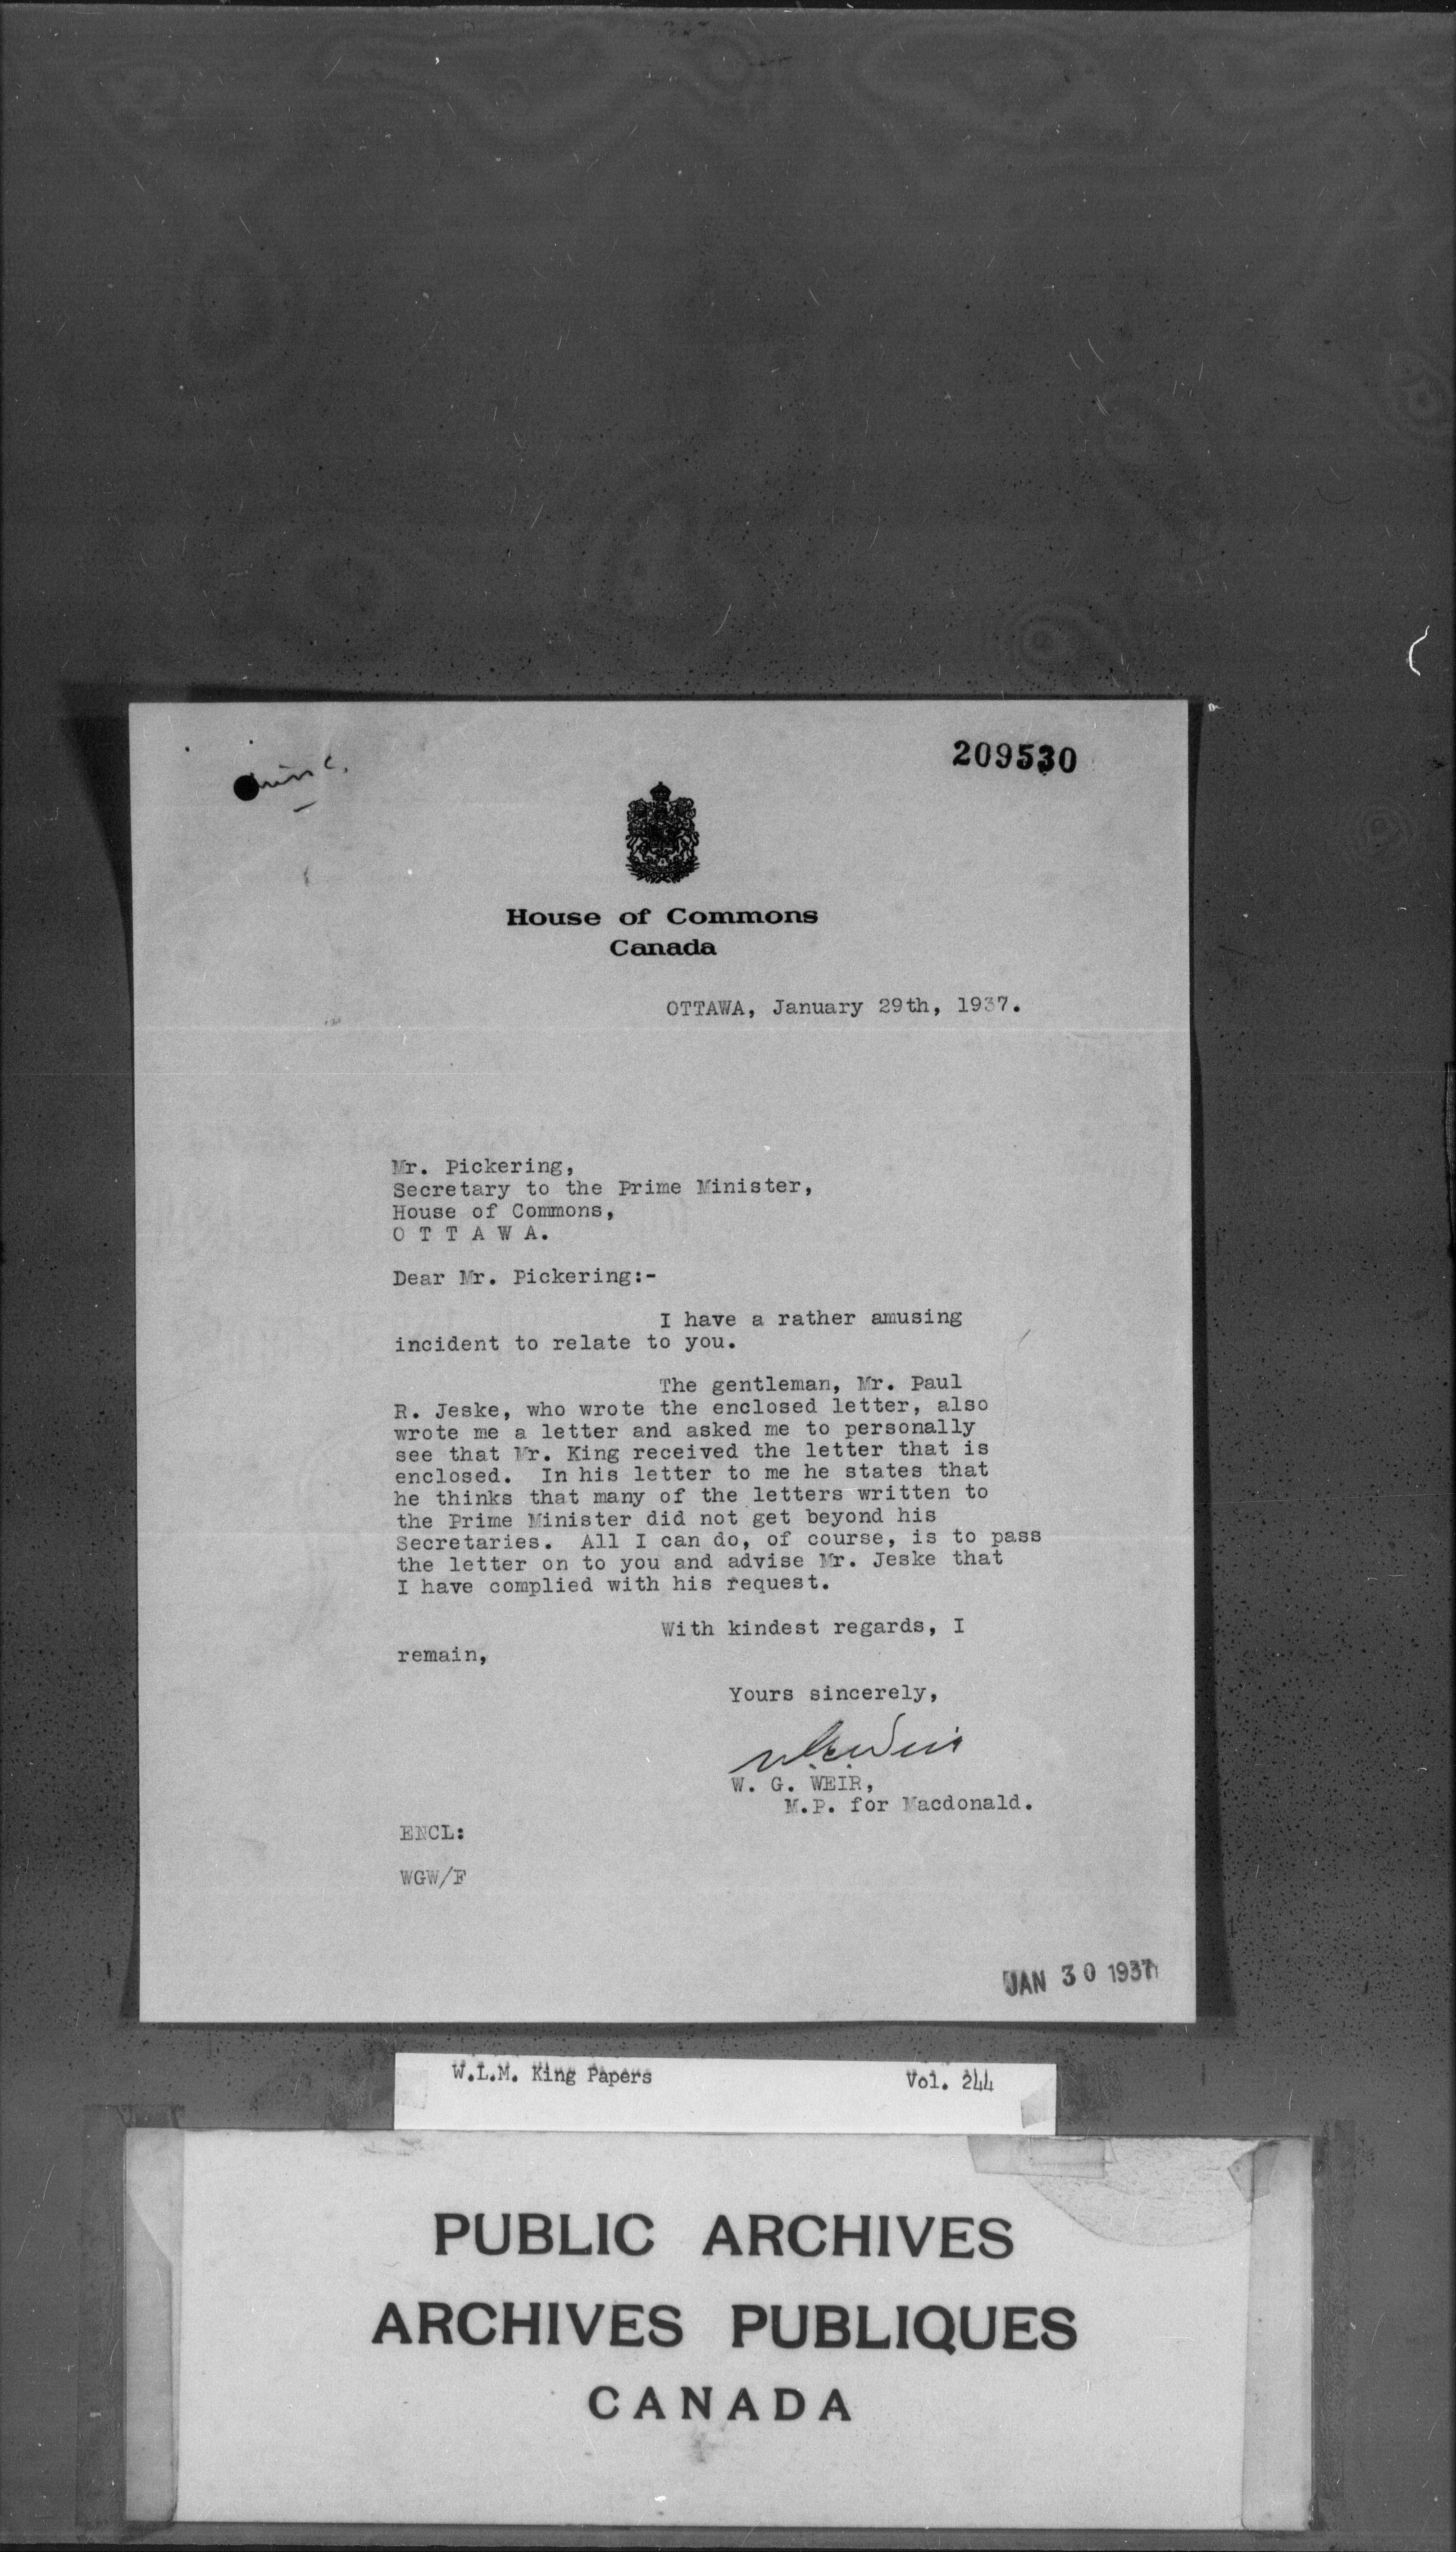 209530
House of Commons
Canada
OTTAWA, January 29th, 1937.
Mr. Pickering,
Secretary to the Prime Minister,
House of Commons,
O T T A W A.
Dear Mr. Pickering:-
I have a rather amusing
incident to relate to you.
The gentleman, Mr. Paul
R. Jeske, who wrote the enclosed letter, also
wrote me a letter and asked me to personally
see that Mr. King received the letter that is
enclosed. In his letter to me he states that
he thinks that many of the letters written to
the Prime Minister did not get beyond his
Secretaries. All I can do, of course, is to pass
the letter on to you and advise Mr. Jeske that
I have complied with his request.
With kindest regards, I
remain,
Yours sincerely,
W. G. WEIR,
M.P. for Macdonald.
ENCL:
WGW/F
JAN 30 1937
W.L.M. King Papers Vol. 244
PUBLIC ARCHIVES
ARCHIVES PUBLIQUES
CANADA